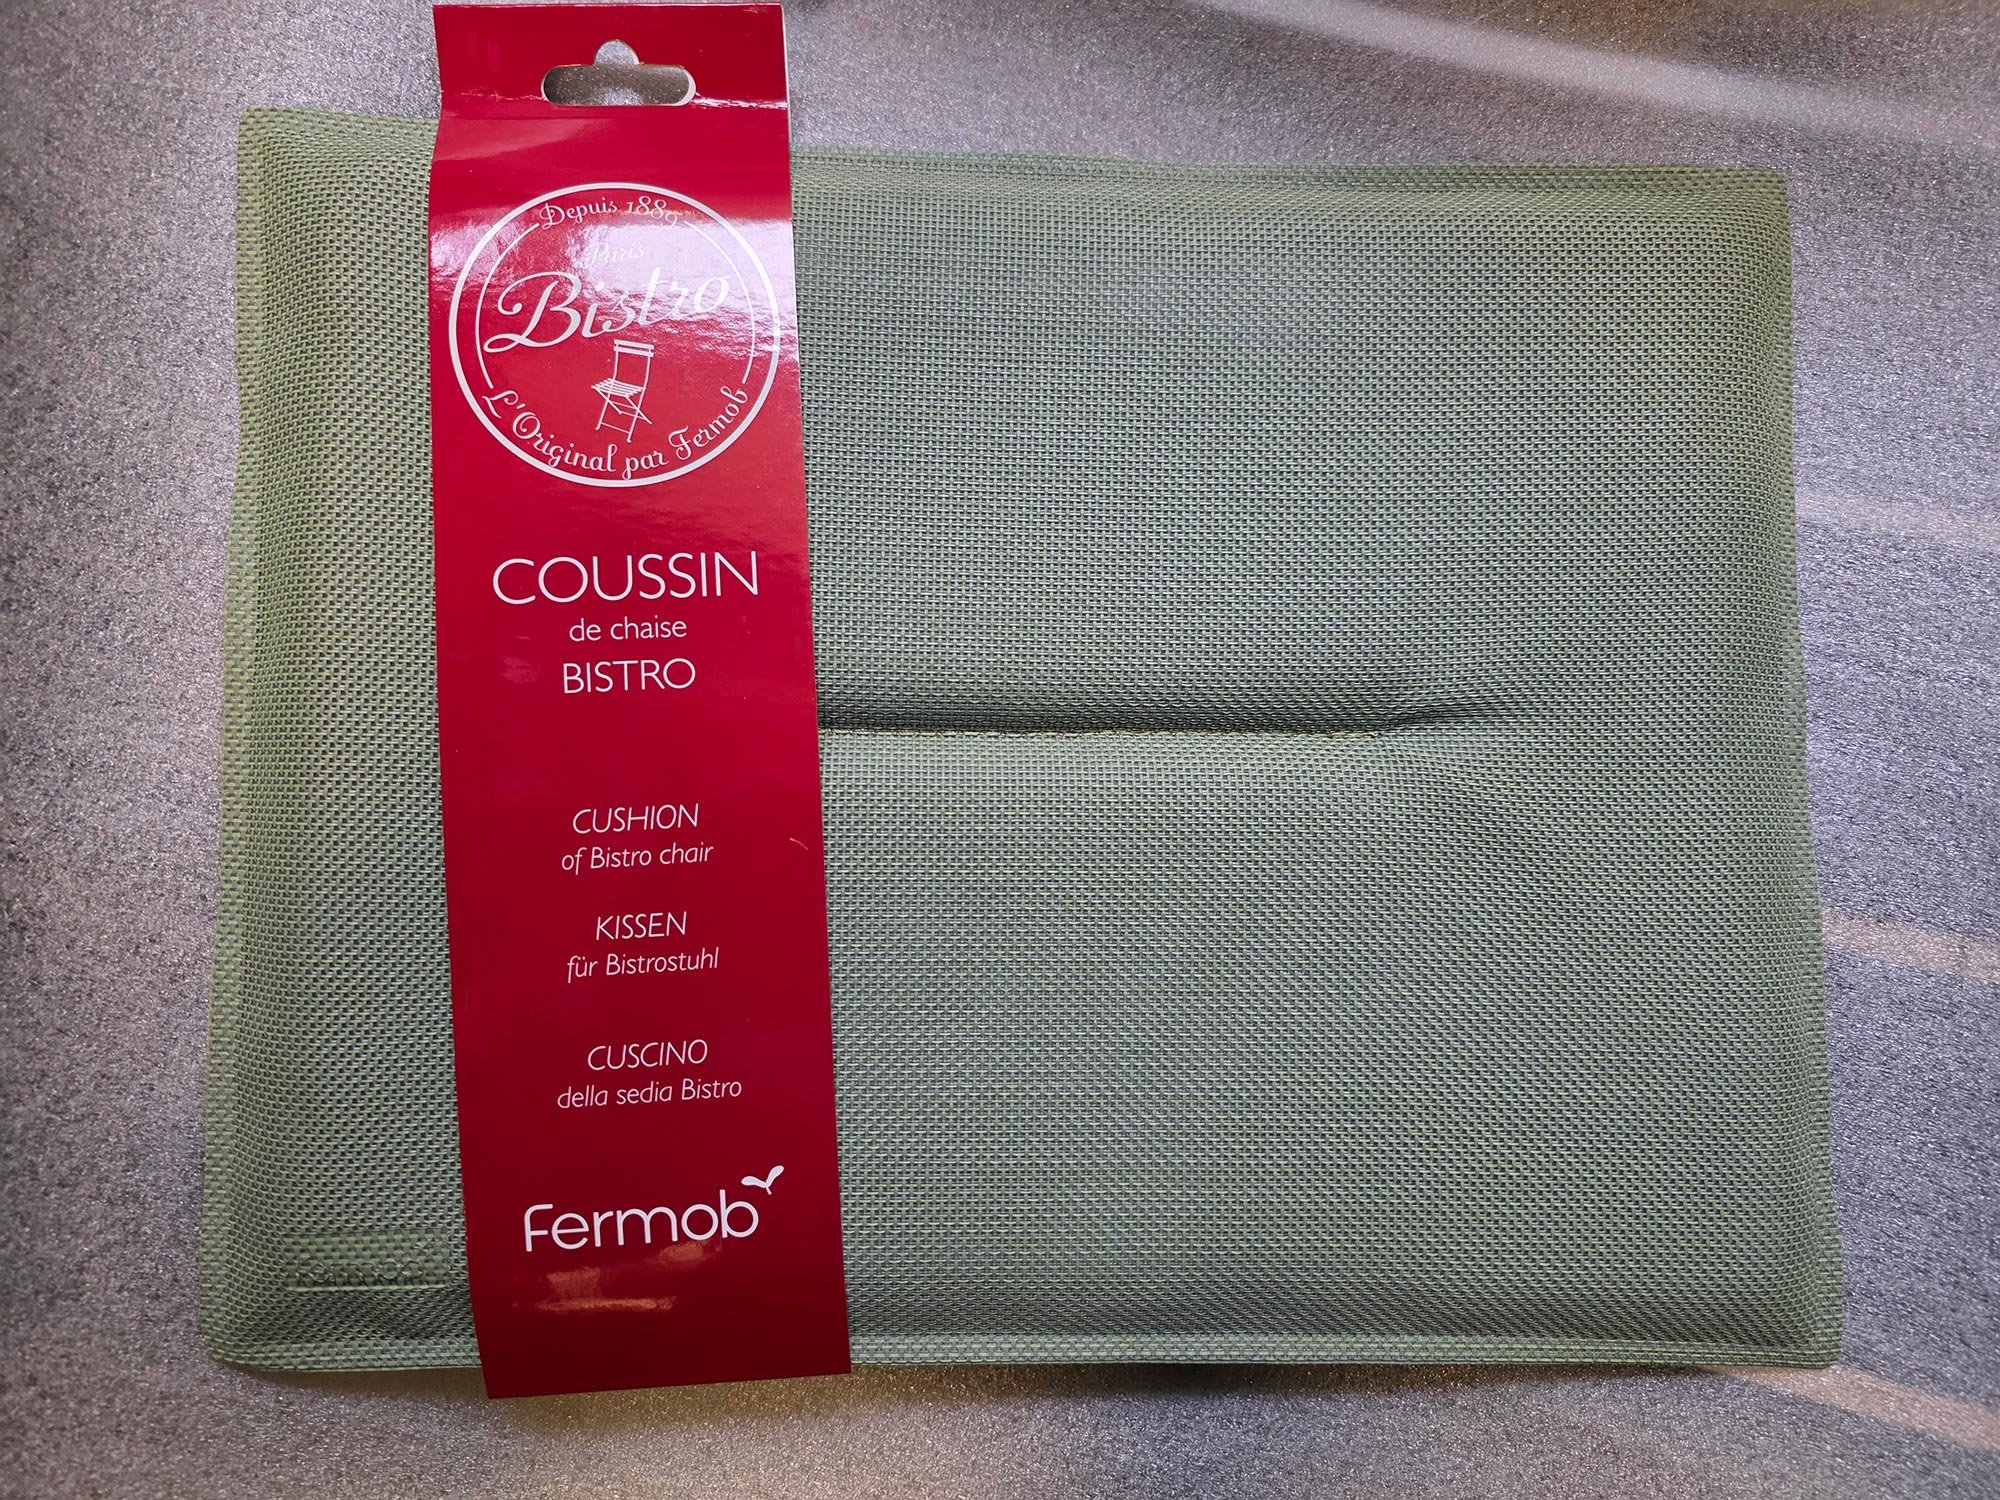 Depuis 1889
Paris
Bistro
L'Original par Fermob
COUSSIN
de chaise
BISTRO
CUSHION
of Bistro chair
KISSEN
für Bistrostuhl
CUSCINO
della sedia Bistro
Fermob